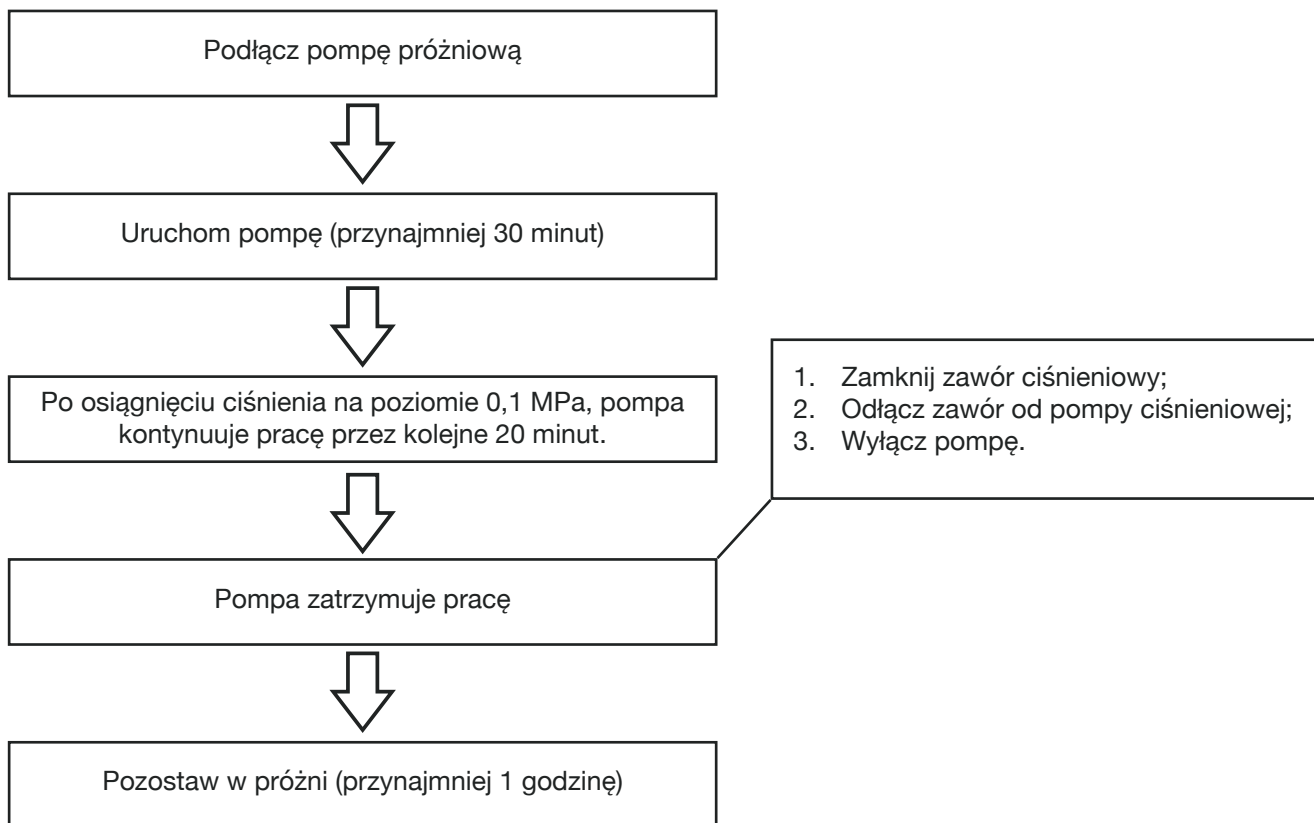 Podłącz pompę próżniową
Uruchom pompę (przynajmniej 30 minut)
Po osiągnięciu ciśnienia na poziomie 0,1 MPa, pompa
kontynuuje pracę przez kolejne 20 minut.
1. Zamknij zawór ciśnieniowy;
2. Odłącz zawór od pompy ciśnieniowej;
3. Wyłącz pompę.
Pompa zatrzymuje pracę
Pozostaw w próżni (przynajmniej 1 godzinę)